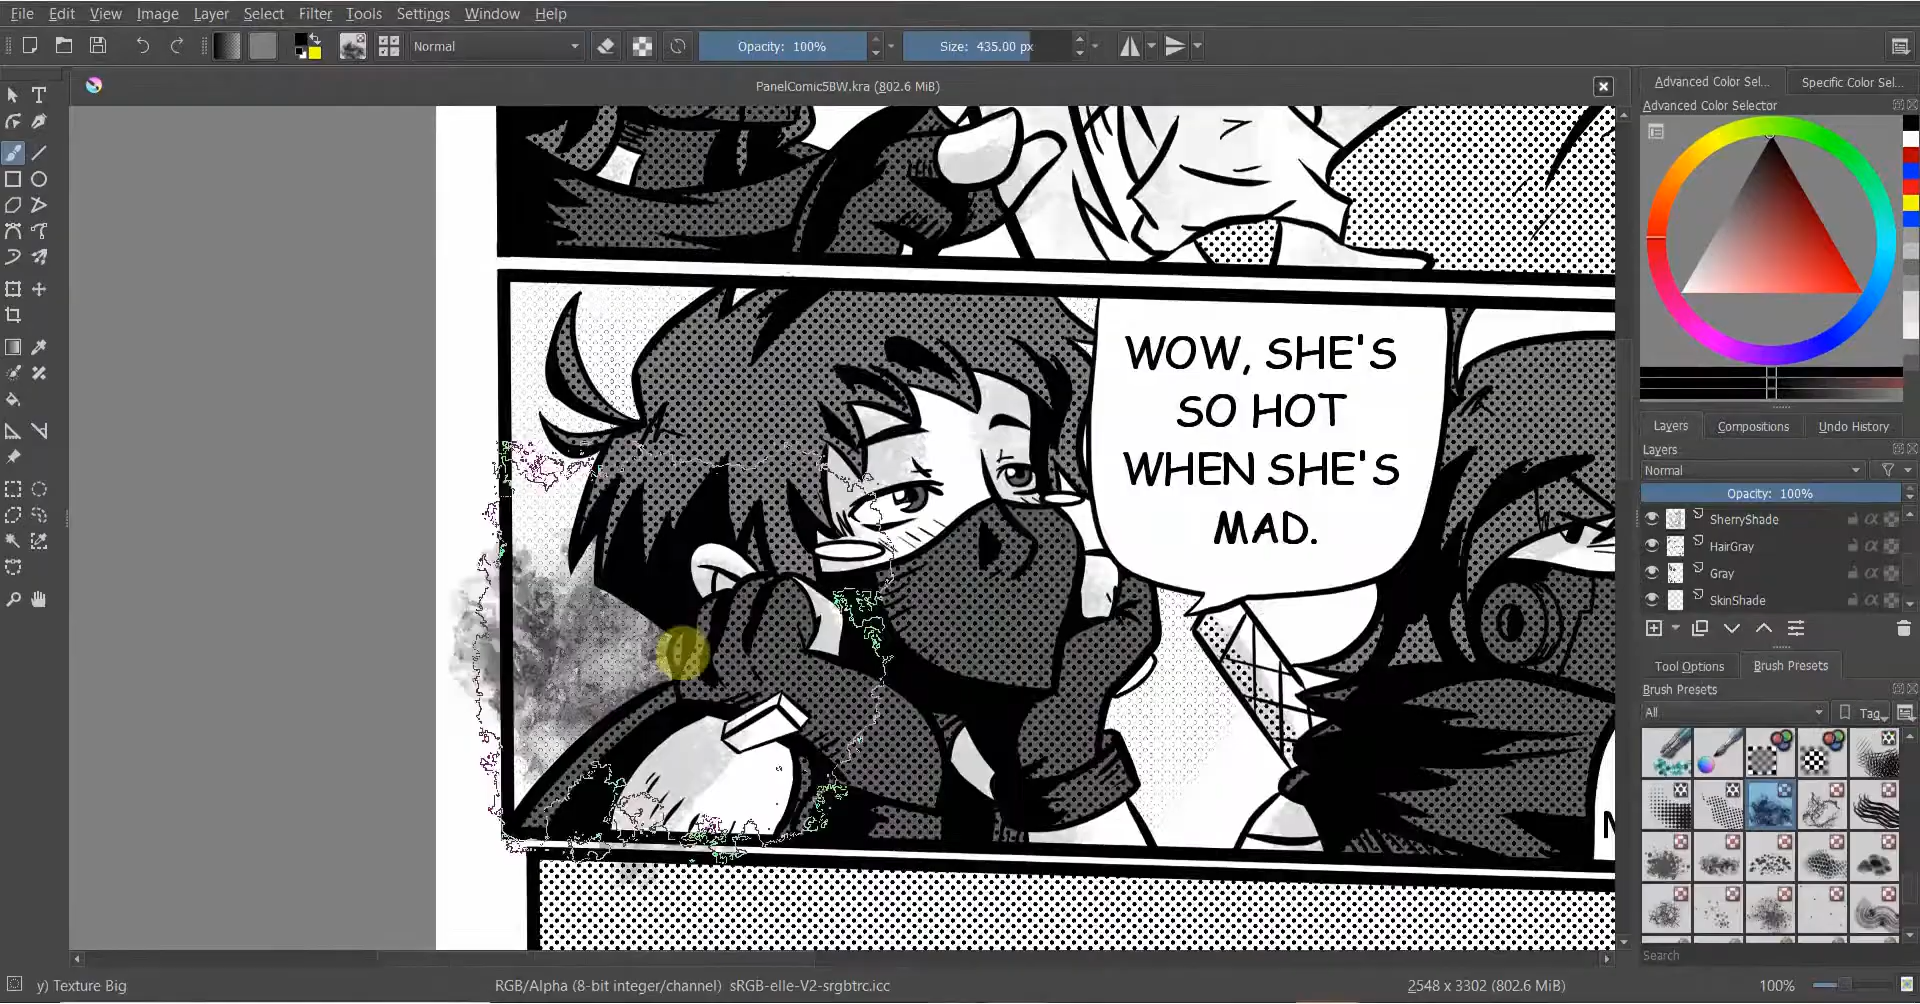 File Edit View Image Layer Select Filter Tools Settings Window Help
Normal
Opacity: 100%
Size: 435.00 px
PanelComic5BW.kra (802.6 MiB)
Advanced Color Sel... Specific Color Sel...
Advanced Color Selector
WOW, SHE'S
SO HOT
WHEN SHE'S
MAD.
Layers Compositions Undo History
Layers
Normal
Opacity: 100%
SherryShade
HairGray
Gray
SkinShade
Tool Options Brush Presets
Brush Presets
All Tag
Search
y) Texture Big
RGB/Alpha (8-bit integer/channel) sRGB-elle-V2-srgbtrc.icc
2548 x 3302 (802.6 MiB)
100%